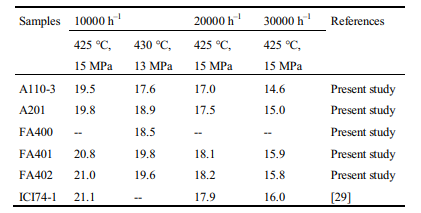 Samples 10000 h⁻¹ 20000 h⁻¹ 30000 h⁻¹ References
425 °C, 430 °C, 425 °C, 425 °C,
15 MPa 13 MPa 15 MPa 15 MPa
A110-3 19.5 17.6 17.0 14.6 Present study
A201 19.8 18.9 17.5 15.0 Present study
FA400 -- 18.5 -- -- Present study
FA401 20.8 19.8 18.1 15.9 Present study
FA402 21.0 19.6 18.2 15.8 Present study
ICI74-1 21.1 -- 17.9 16.0 [29]